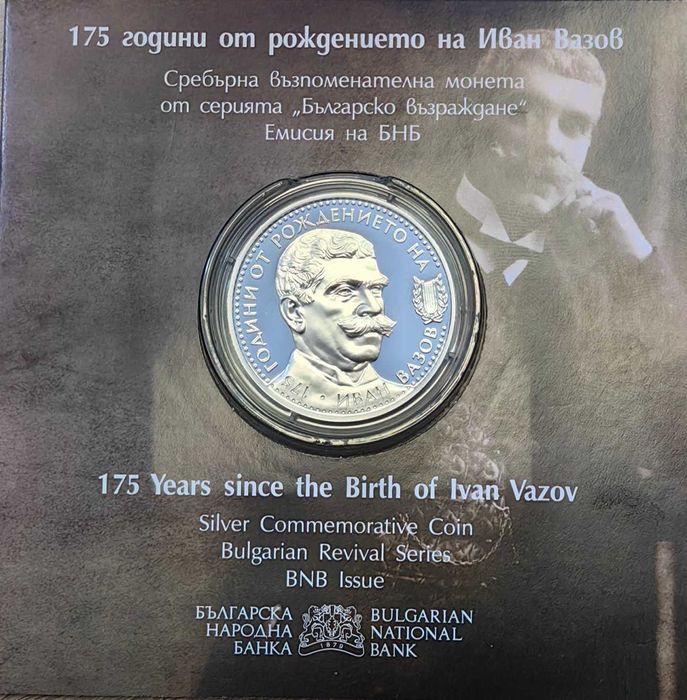 175 години от рождението на Иван Вазов
Сребърна възпоменателна монета
от серията „Българско възраждане“
Емисия на БНБ
175 · ГОДИНИ ОТ РОЖДЕНИЕТО НА
ИВАН ВАЗОВ
175 Years since the Birth of Ivan Vazov
Silver Commemorative Coin
Bulgarian Revival Series
BNB Issue
БЪЛГАРСКА
НАРОДНА
БАНКА
1879
BULGARIAN
NATIONAL
BANK